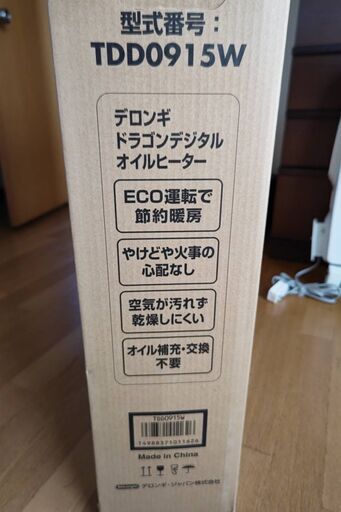 型式番号：
TDD0915W
デロンギ
ドラゴンデジタル
オイルヒーター
ECO運転で
節約暖房
やけどや火事の
心配なし
空気が汚れず
乾燥しにくい
オイル補充・交換
不要
TDD0915W
Made in China
デロンギ・ジャパン株式会社